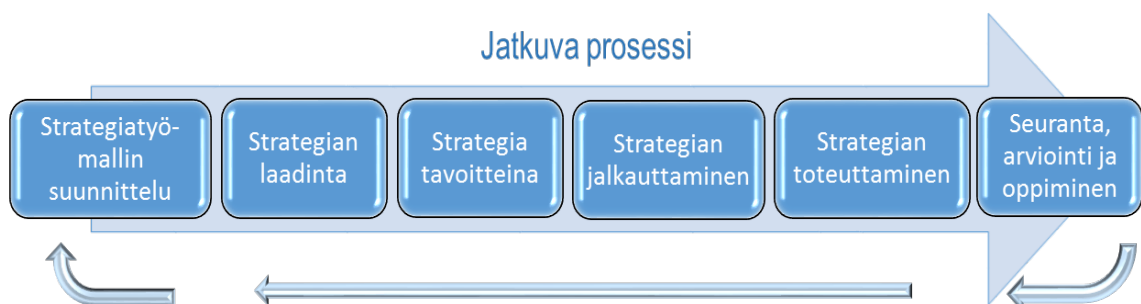 Jatkuva prosessi
Strategiatyö-
mallin
suunnittelu
Strategian
laadinta
Strategia
tavoitteina
Strategian
jalkauttaminen
Strategian
toteuttaminen
Seuranta,
arviointi ja
oppiminen